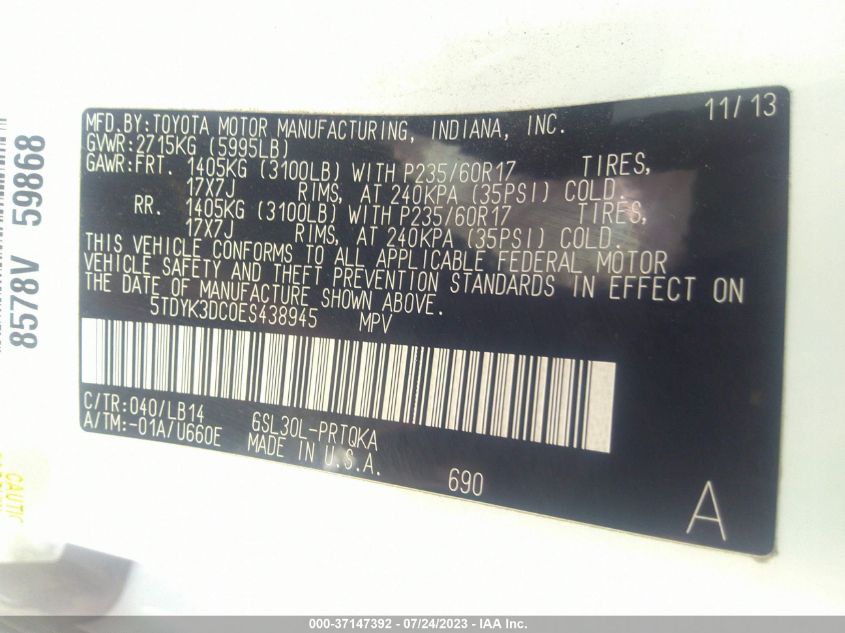 11/13
MFD.BY:TOYOTA MOTOR MANUFACTURING, INDIANA, INC.
GVWR:2715KG (5995LB)
GAWR:FRT. 1405KG (3100LB) WITH P235/60R17 TIRES,
17X7J RIMS, AT 240KPA (35PSI) COLD.
RR. 1405KG (3100LB) WITH P235/60R17 TIRES,
17X7J RIMS, AT 240KPA (35PSI) COLD.
THIS VEHICLE CONFORMS TO ALL APPLICABLE FEDERAL MOTOR
VEHICLE SAFETY AND THEFT PREVENTION STANDARDS IN EFFECT ON
THE DATE OF MANUFACTURE SHOWN ABOVE.
5TDYK3DC0ES438945 MPV
C/TR:040/LB14 GSL30L-PRTQKA
A/TM:-01A/U660E MADE IN U.S.A.
690
A
8578V 59868
000-37147392 - 07/24/2023 - IAA Inc.